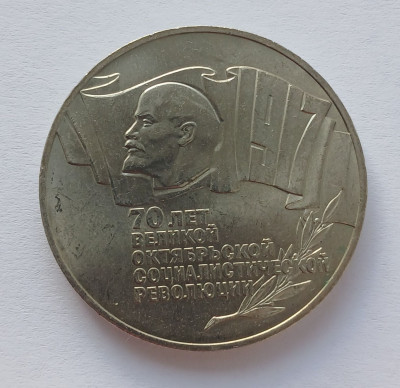 1917
70 ЛЕТ
ВЕЛИКОЙ
ОКТЯБРЬСКОЙ
СОЦИАЛИСТИЧЕСКОЙ
РЕВОЛЮЦИИ